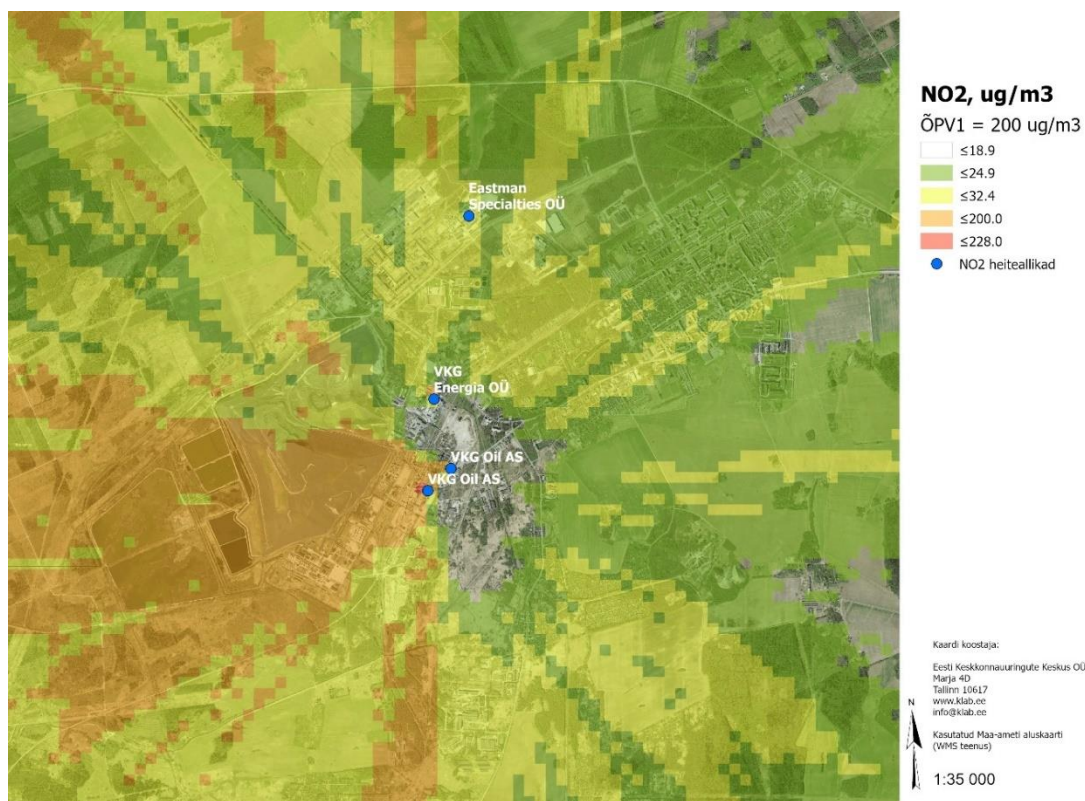 Eastman
Specialties OÜ
VKG
Energia OÜ
VKG Oil AS
VKG Oil AS
NO2, ug/m3
ÕPV1 = 200 ug/m3
≤18.9
≤24.9
≤32.4
≤200.0
≤228.0
NO2 heiteallikad
Kaardi koostaja:
Eesti Keskkonnauuringute Keskus OÜ
Marja 4D
Tallinn 10617
www.klab.ee
info@klab.ee
Kasutatud Maa-ameti aluskaarti
(WMS teenus)
N
1:35 000